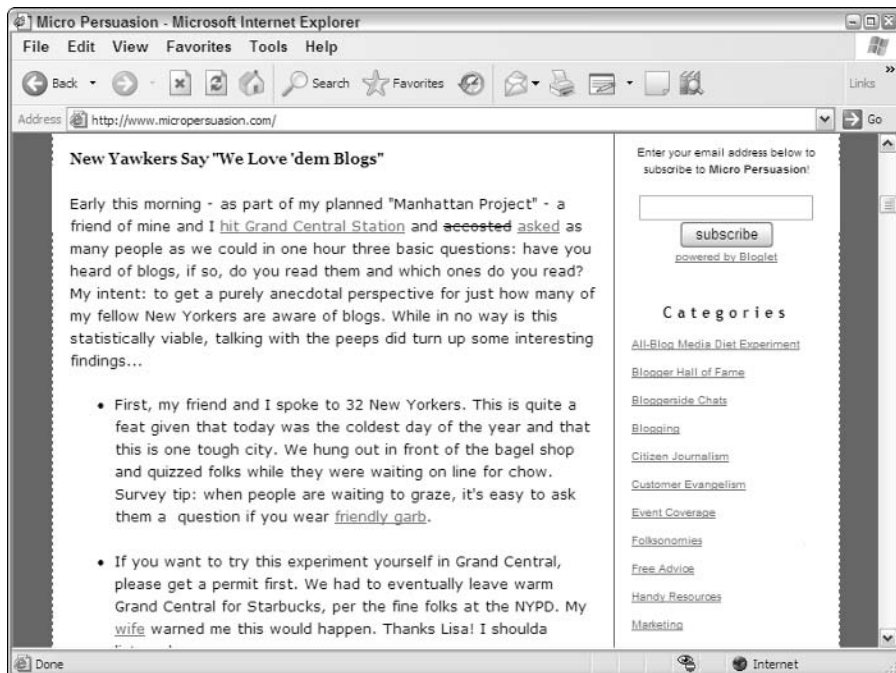 Micro Persuasion - Microsoft Internet Explorer
File Edit View Favorites Tools Help
Back Search Favorites Links »
Address http://www.micropersuasion.com/ Go
New Yawkers Say "We Love 'dem Blogs"
Early this morning - as part of my planned "Manhattan Project" - a
friend of mine and I hit Grand Central Station and accosted asked as
many people as we could in one hour three basic questions: have you
heard of blogs, if so, do you read them and which ones do you read?
My intent: to get a purely anecdotal perspective for just how many of
my fellow New Yorkers are aware of blogs. While in no way is this
statistically viable, talking with the peeps did turn up some interesting
findings...
• First, my friend and I spoke to 32 New Yorkers. This is quite a
feat given that today was the coldest day of the year and that
this is one tough city. We hung out in front of the bagel shop
and quizzed folks while they were waiting on line for chow.
Survey tip: when people are waiting to graze, it's easy to ask
them a question if you wear friendly garb.
• If you want to try this experiment yourself in Grand Central,
please get a permit first. We had to eventually leave warm
Grand Central for Starbucks, per the fine folks at the NYPD. My
wife warned me this would happen. Thanks Lisa! I shoulda
Enter your email address below to
subscribe to Micro Persuasion!
subscribe
powered by Bloglet
Categories
All-Blog Media Diet Experiment
Blogger Hall of Fame
Bloggerside Chats
Blogging
Citizen Journalism
Customer Evangelism
Event Coverage
Folksonomies
Free Advice
Handy Resources
Marketing
Done Internet